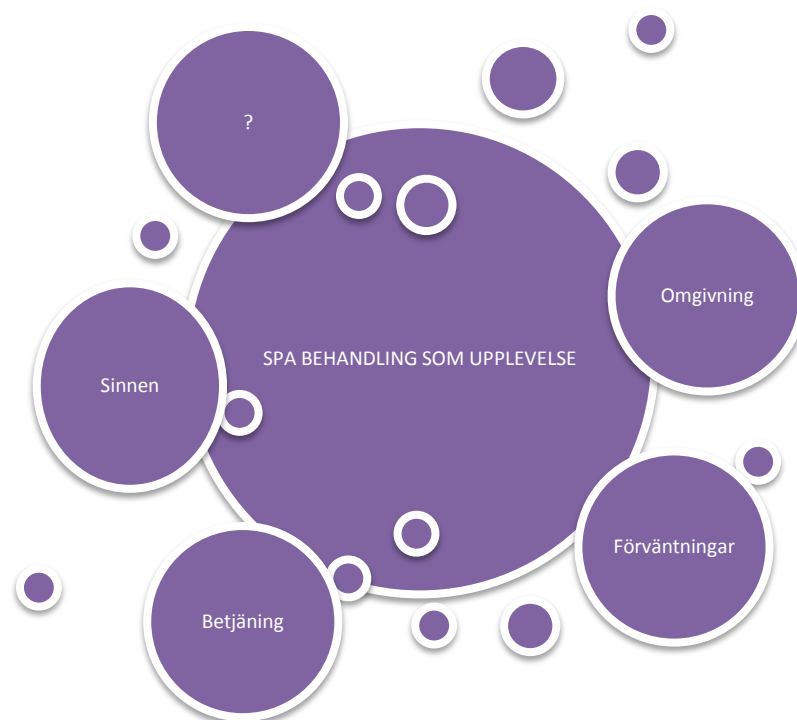 ?
Omgivning
SPA BEHANDLING SOM UPPLEVELSE
Sinnen
Förväntningar
Betjäning